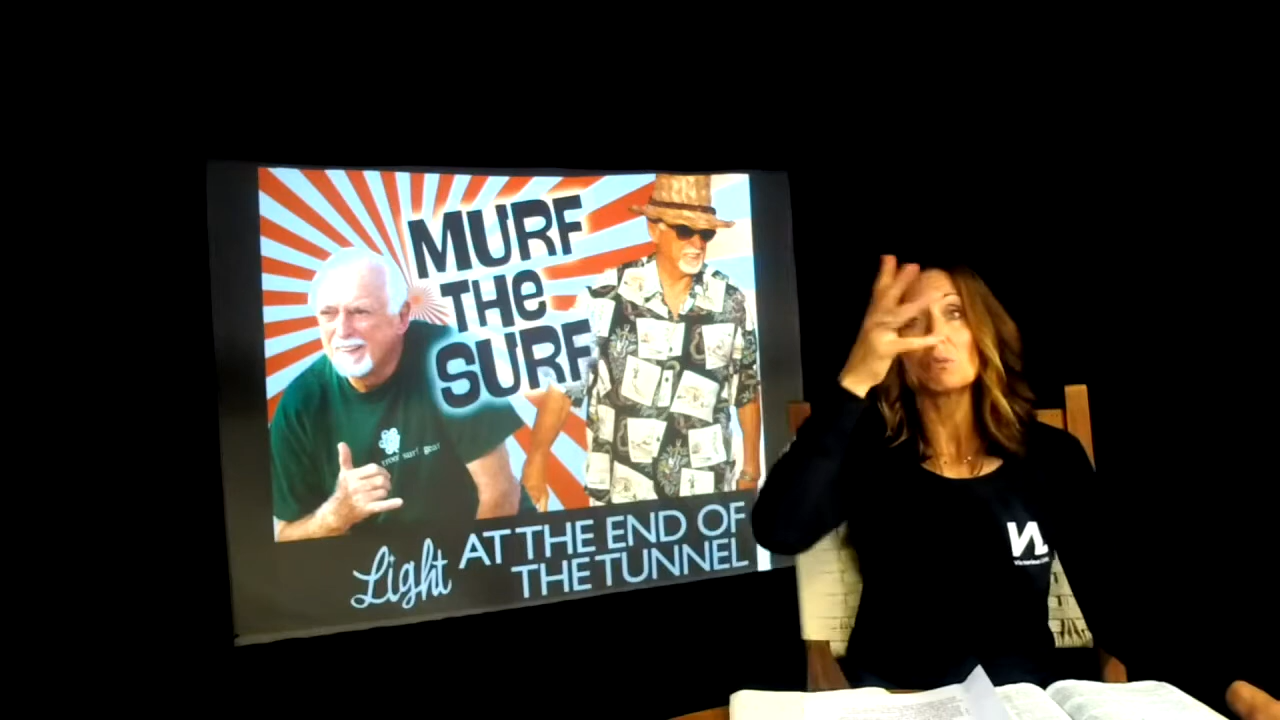 MURF
THE
SURF
Light AT THE END OF
THE TUNNEL